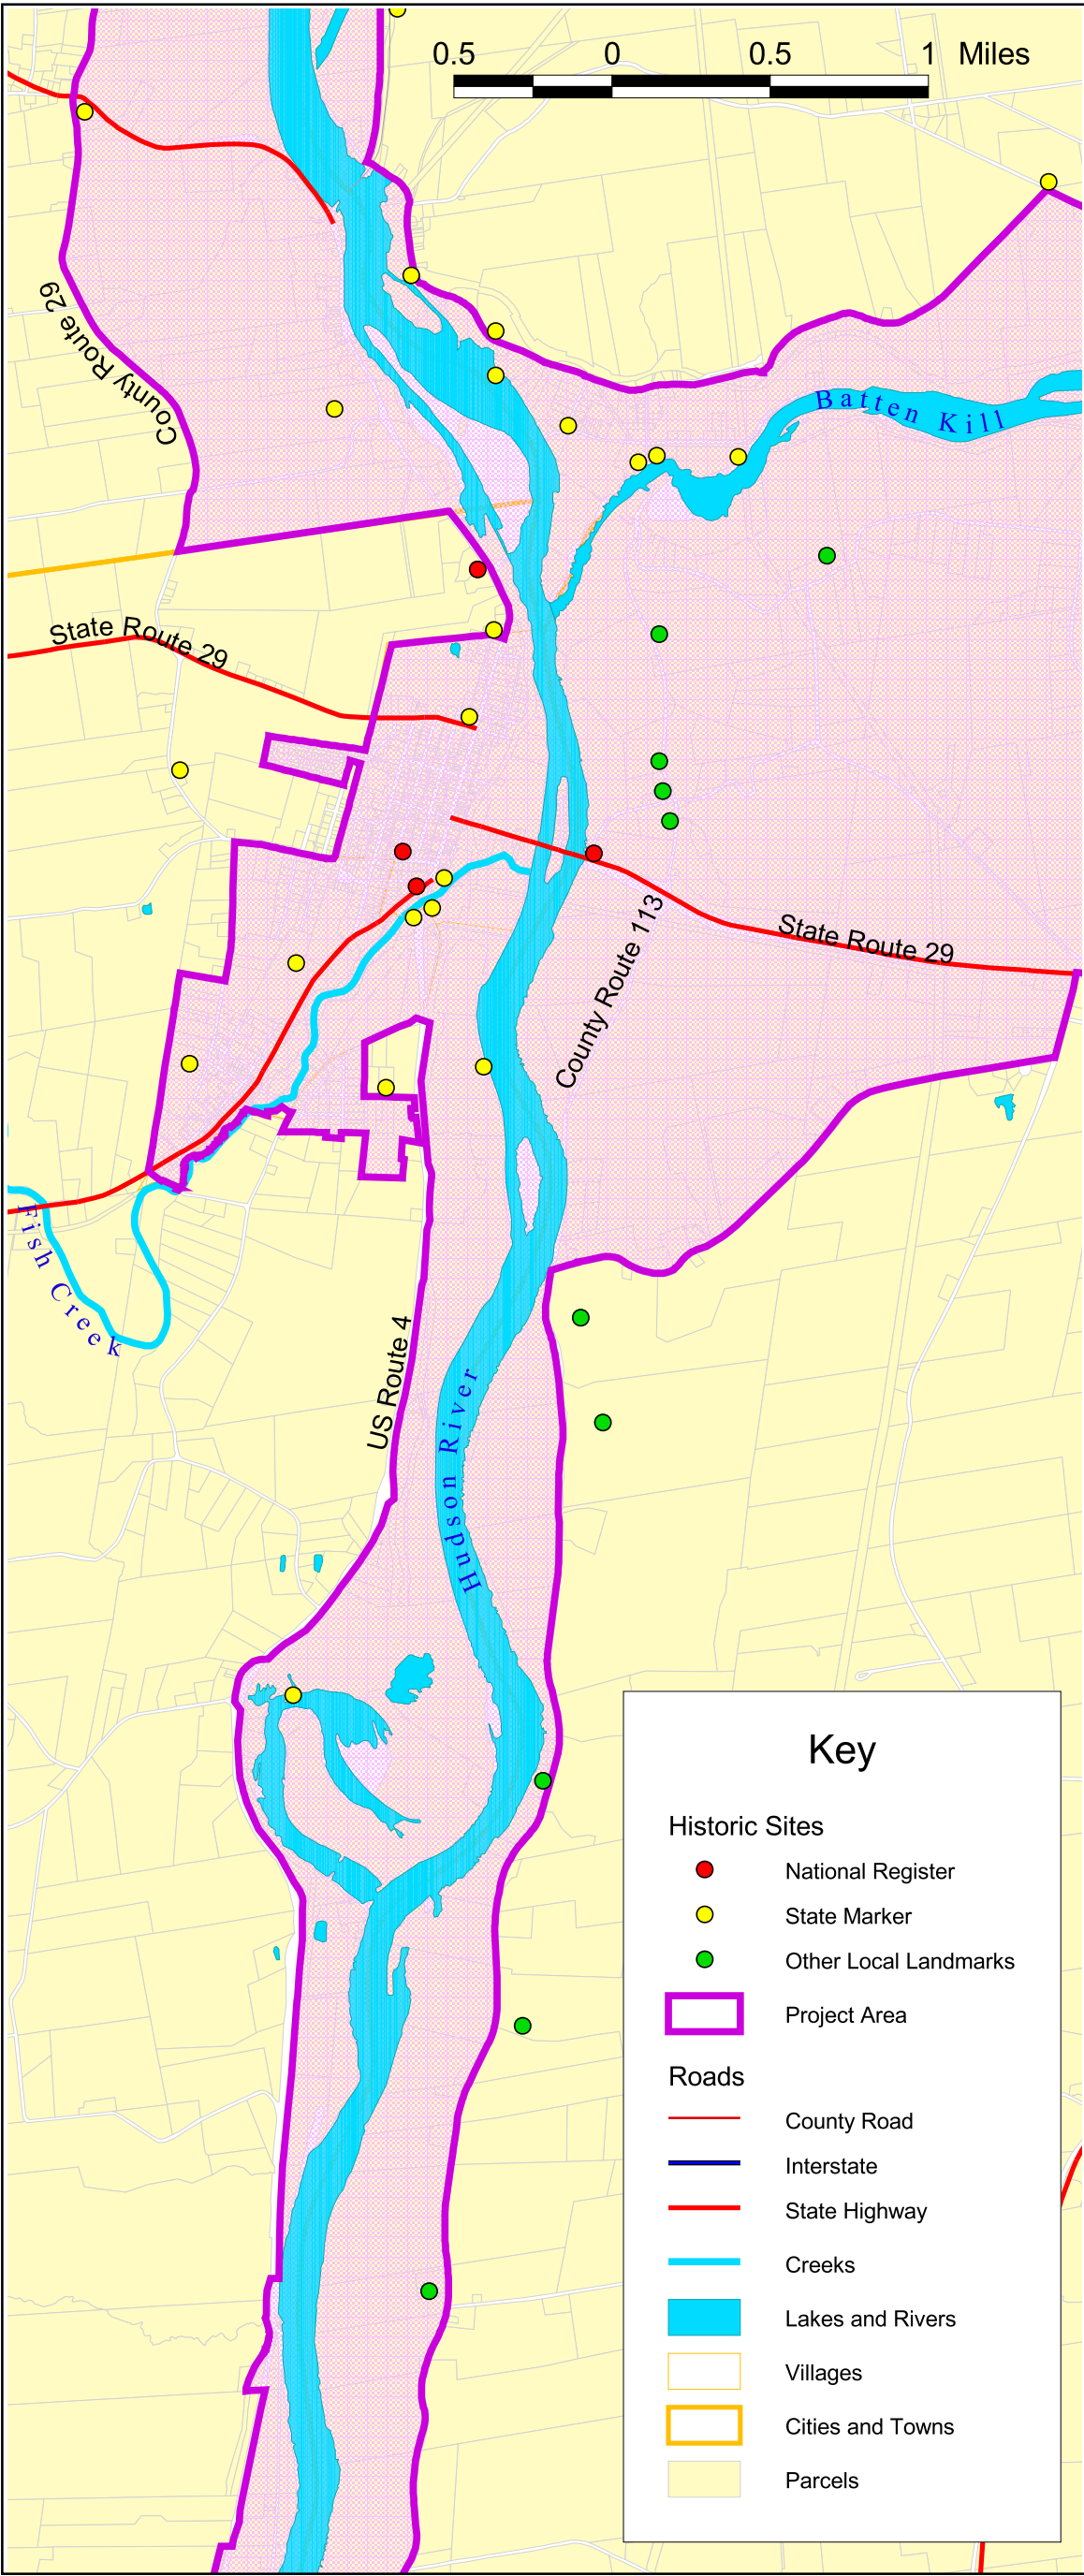 0.5 0 0.5 1 Miles
County Route 29
Batten Kill
State Route 29
County Route 113
State Route 29
Fish Creek
US Route 4
Hudson River
Key
Historic Sites
National Register
State Marker
Other Local Landmarks
Project Area
Roads
County Road
Interstate
State Highway
Creeks
Lakes and Rivers
Villages
Cities and Towns
Parcels